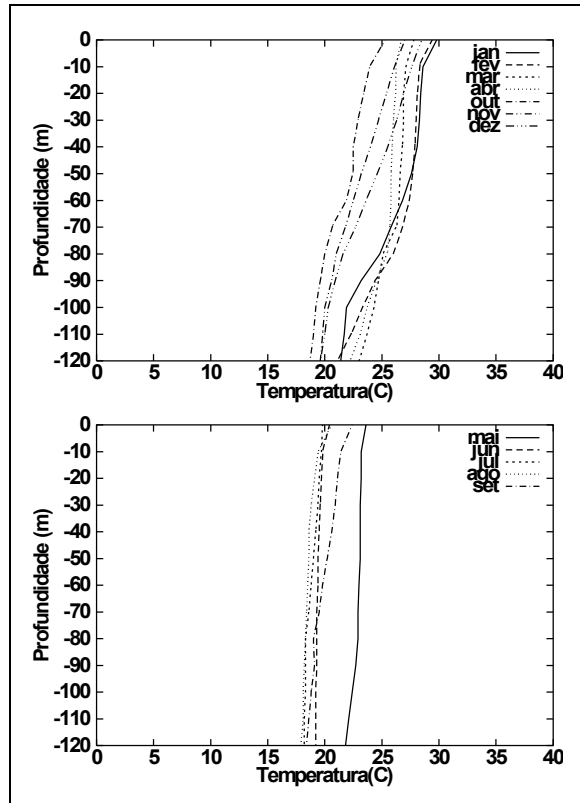 0
-10
-20
-30
-40
-50
-60
-70
-80
-90
-100
-110
-120
Profundidade (m)
0 5 10 15 20 25 30 35 40
Temperatura(C)
jan
fev
mar
abr
out
nov
dez
0
-10
-20
-30
-40
-50
-60
-70
-80
-90
-100
-110
-120
Profundidade (m)
0 5 10 15 20 25 30 35 40
Temperatura(C)
mai
jun
jul
ago
set